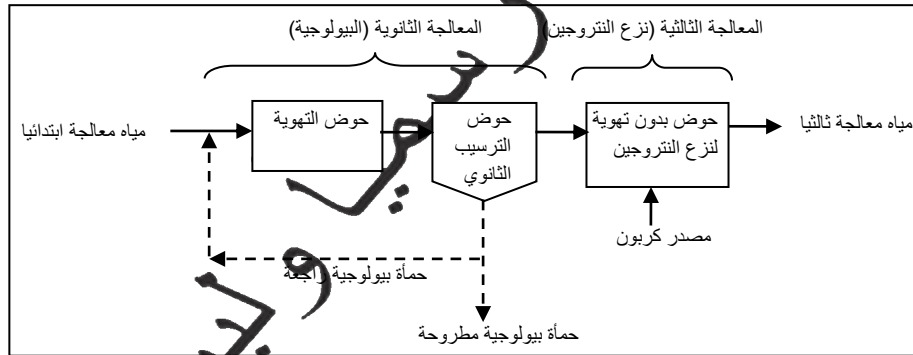 المعالجة الثانوية (البيولوجية)
المعالجة الثالثية (نزع النتروجين)
مياه معالجة ابتدائيا
حوض التهوية
حوض
الترسيب
الثانوي
حوض بدون تهوية
لنزع النتروجين
مياه معالجة ثالثيا
مصدر كربون
حمأة بيولوجية راجعة
حمأة بيولوجية مطروحة